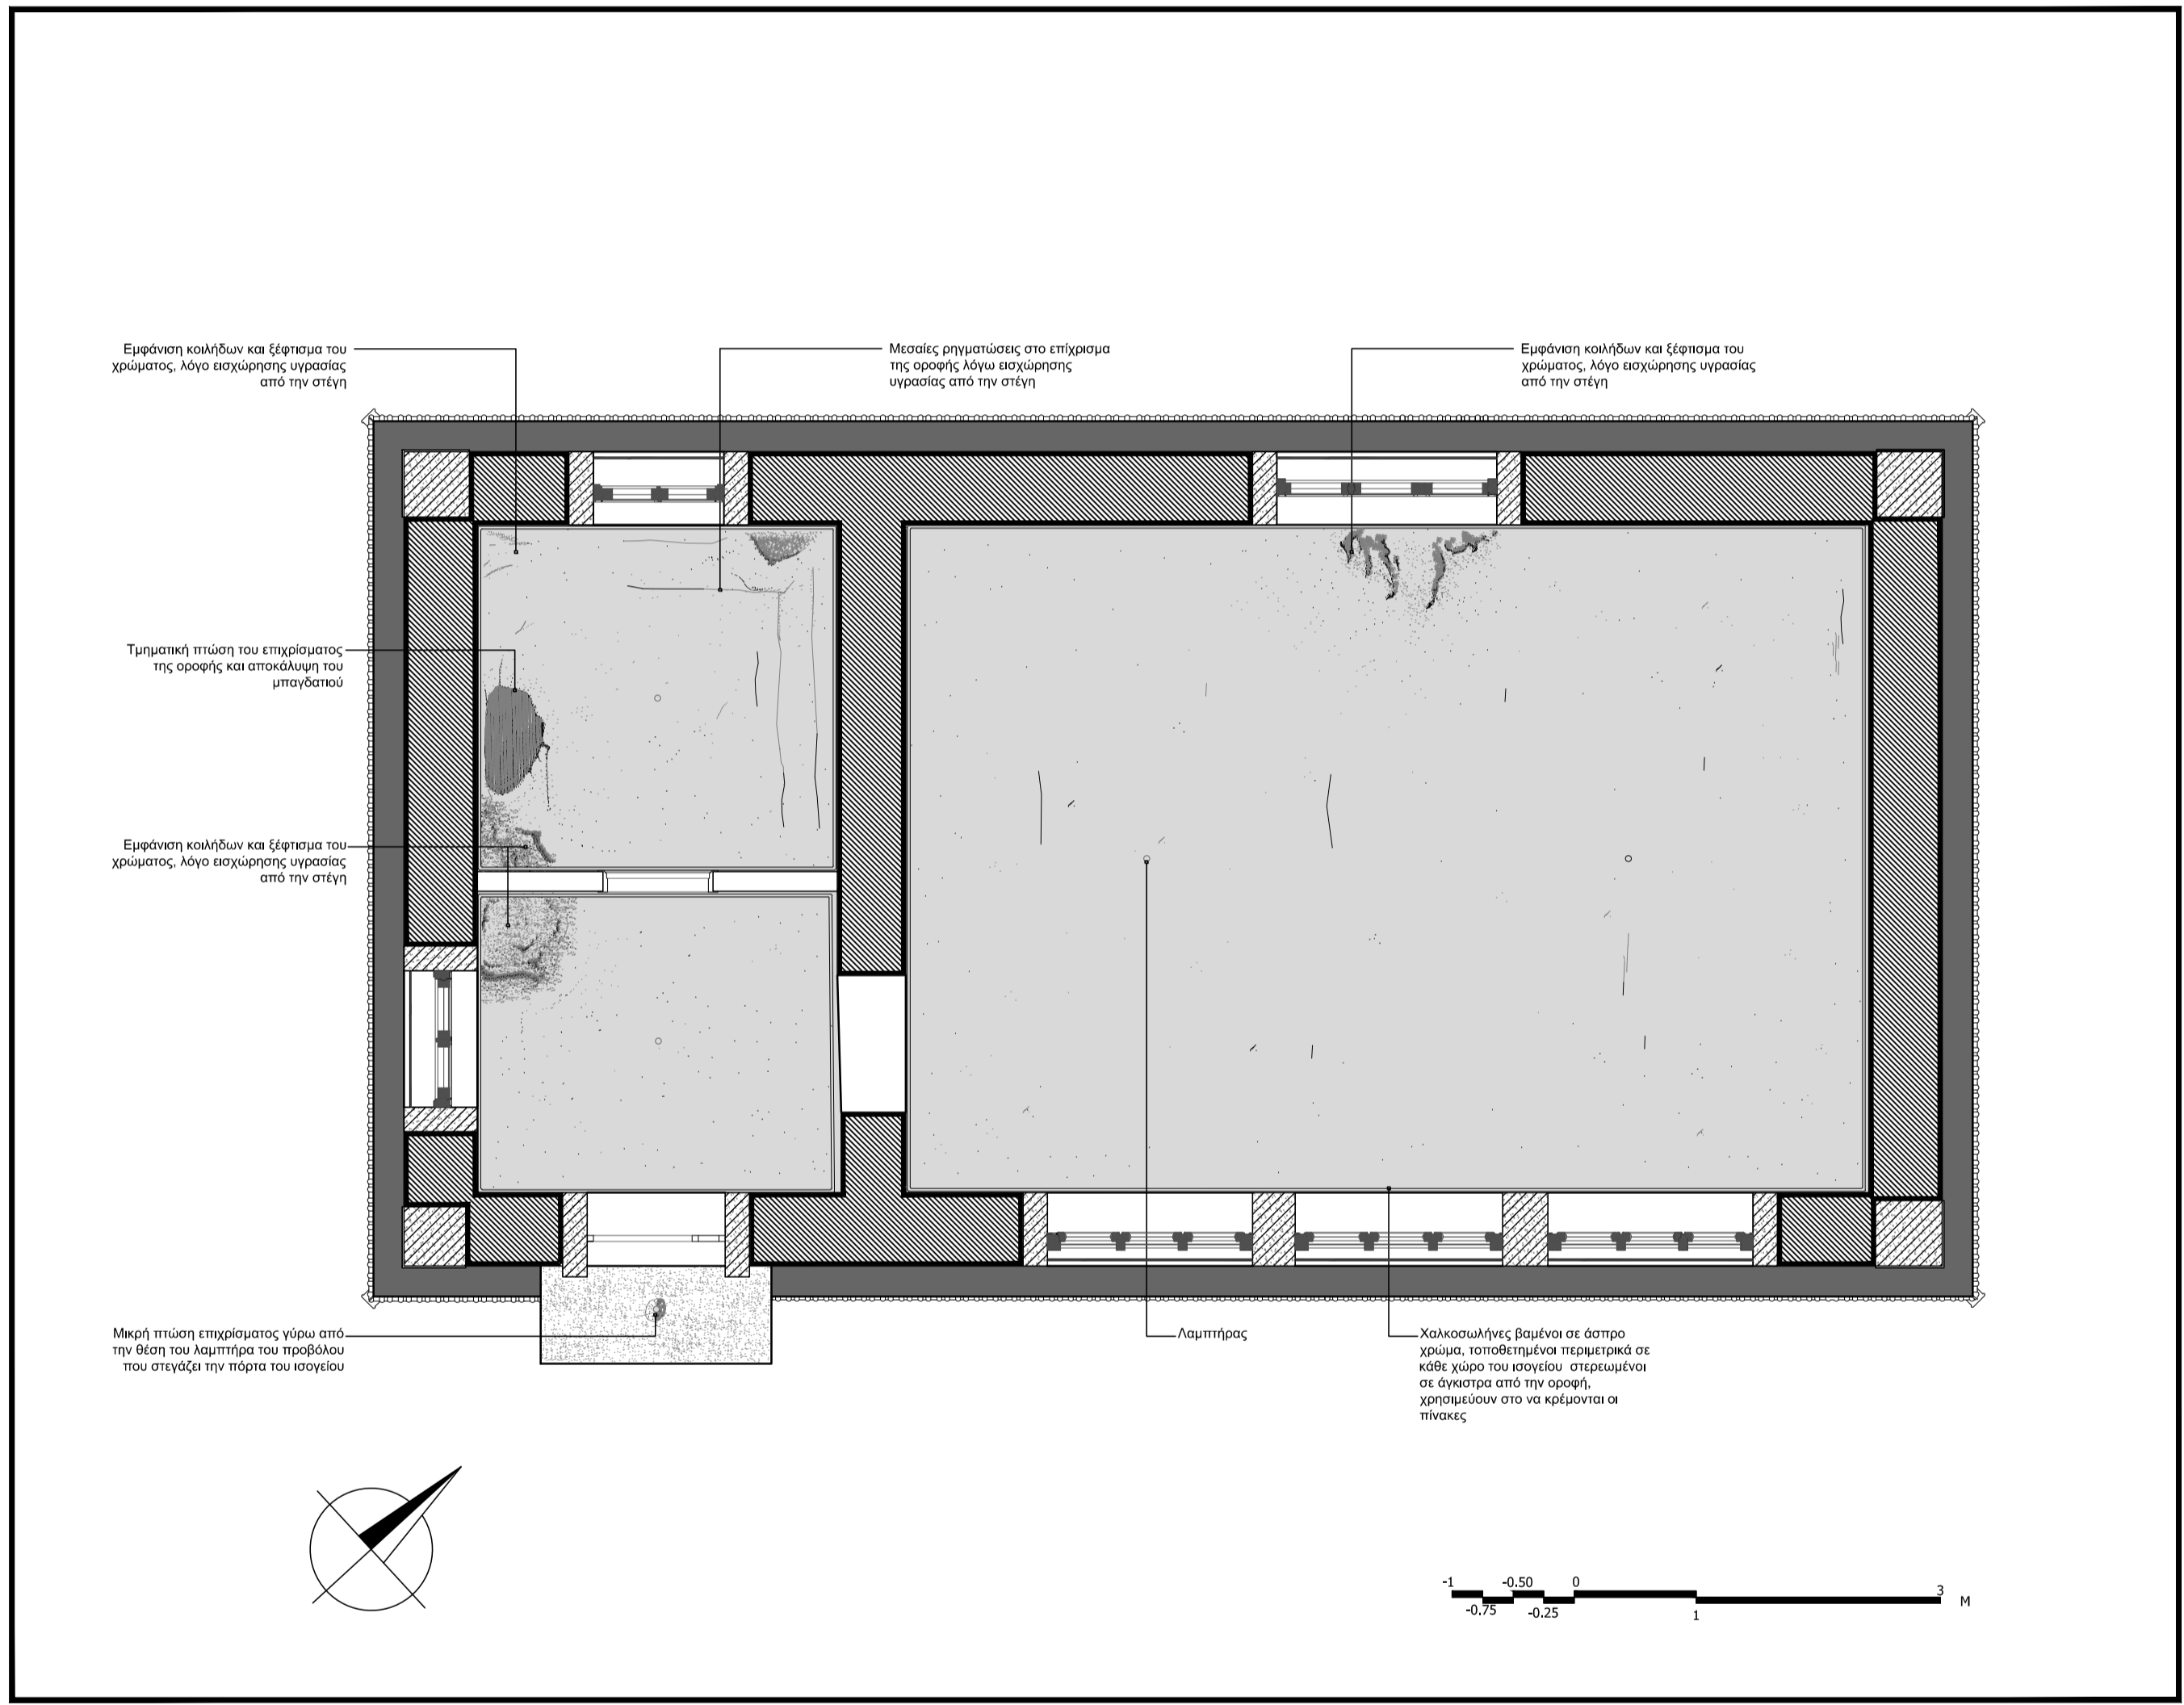 Εμφάνιση κοιλήδων και ξέφτισμα του
χρώματος, λόγο εισχώρησης υγρασίας
από την στέγη
Μεσαίες ρηγματώσεις στο επίχρισμα
της οροφής λόγω εισχώρησης
υγρασίας από την στέγη
Εμφάνιση κοιλήδων και ξέφτισμα του
χρώματος, λόγο εισχώρησης υγρασίας
από την στέγη
Τμηματική πτώση του επιχρίσματος
της οροφής και αποκάλυψη του
μπαγδατιού
Εμφάνιση κοιλήδων και ξέφτισμα του
χρώματος, λόγο εισχώρησης υγρασίας
από την στέγη
Μικρή πτώση επιχρίσματος γύρω από
την θέση του λαμπτήρα του προβόλου
που στεγάζει την πόρτα του ισογείου
Λαμπτήρας
Χαλκοσωλήνες βαμένοι σε άσπρο
χρώμα, τοποθετημένοι περιμετρικά σε
κάθε χώρο του ισογείου στερεωμένοι
σε άγκιστρα από την οροφή,
χρησιμεύουν στο να κρέμονται οι
πίνακες
-1 -0.50 0 3
-0.75 -0.25 1 M